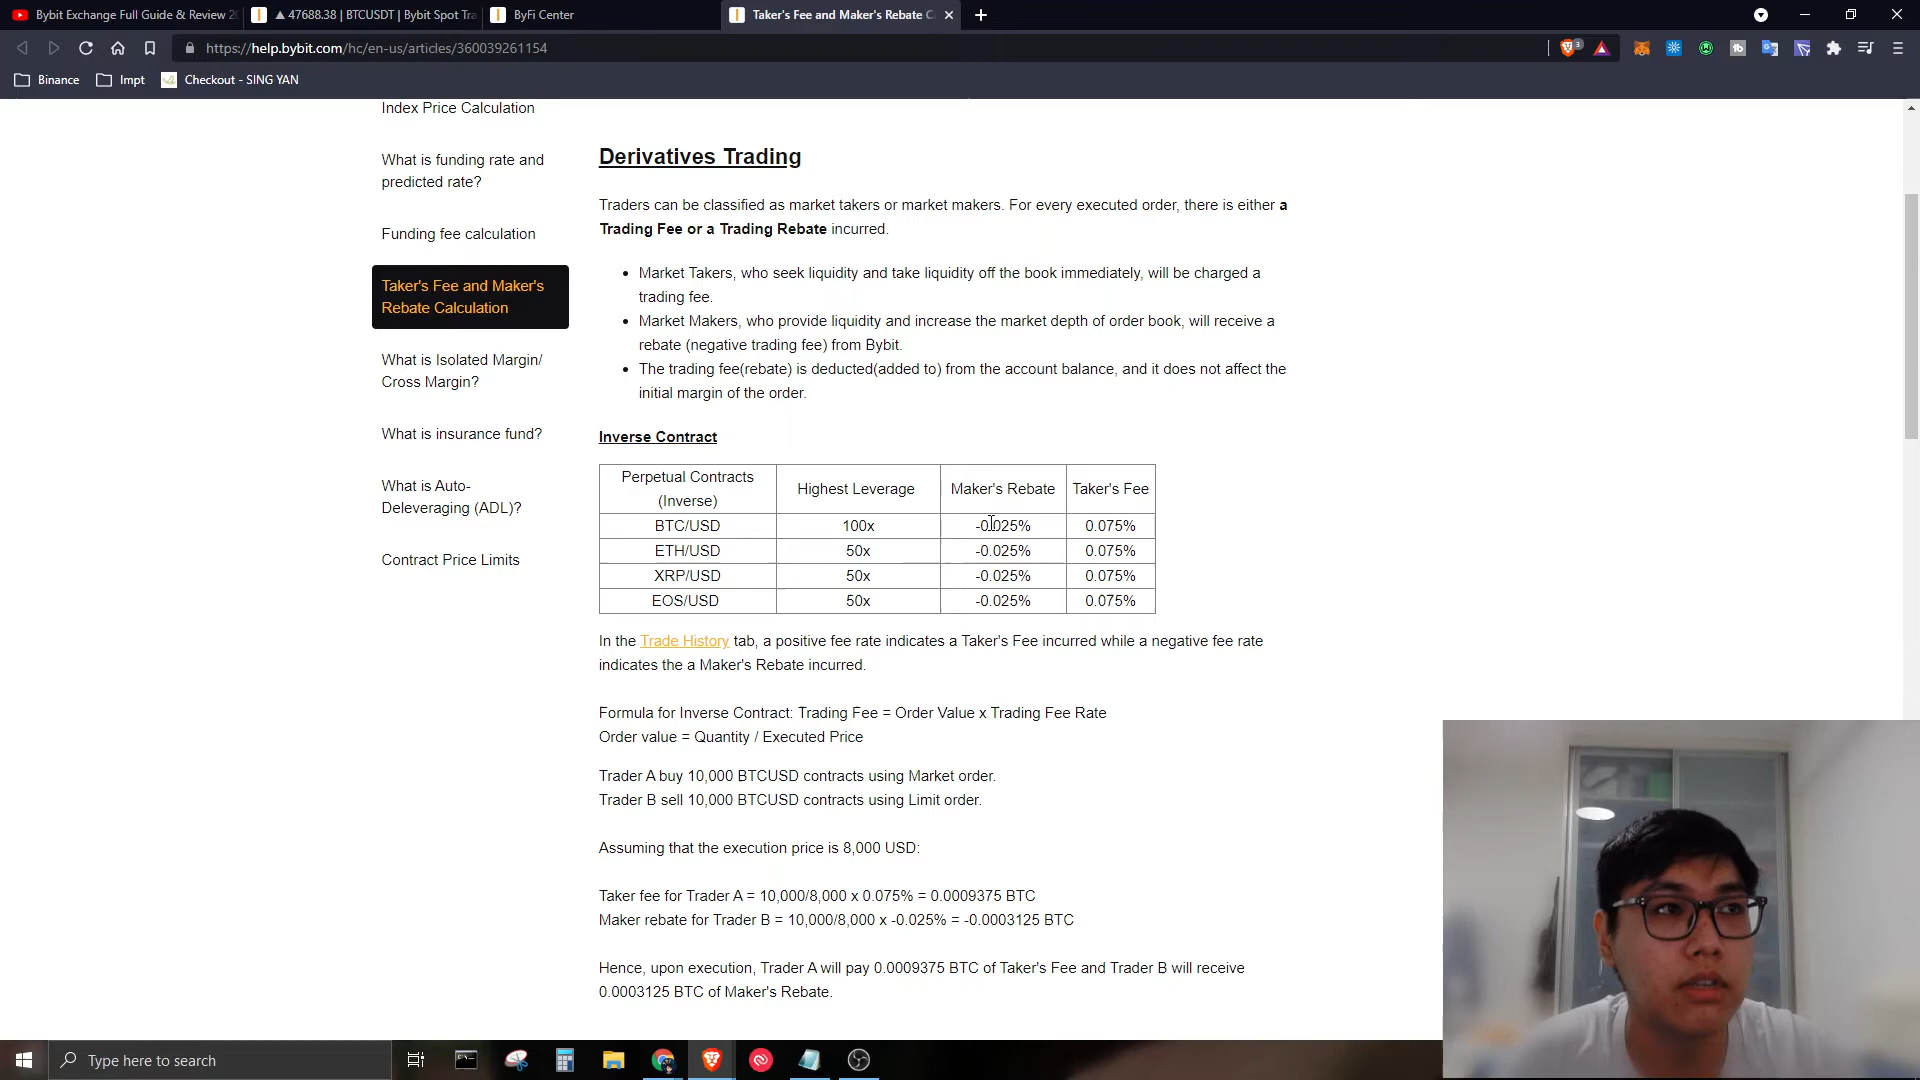 Bybit Exchange Full Guide & Review 2
▲ 47688.38 | BTCUSDT | Bybit Spot Tra
ByFi Center
Taker's Fee and Maker's Rebate C
https://help.bybit.com/hc/en-us/articles/360039261154
Binance
Impt
Checkout - SING YAN
Index Price Calculation
What is funding rate and
predicted rate?
Funding fee calculation
Taker's Fee and Maker's
Rebate Calculation
What is Isolated Margin/
Cross Margin?
What is insurance fund?
What is Auto-
Deleveraging (ADL)?
Contract Price Limits
Derivatives Trading
Traders can be classified as market takers or market makers. For every executed order, there is either a
Trading Fee or a Trading Rebate incurred.
• Market Takers, who seek liquidity and take liquidity off the book immediately, will be charged a
trading fee.
• Market Makers, who provide liquidity and increase the market depth of order book, will receive a
rebate (negative trading fee) from Bybit.
• The trading fee(rebate) is deducted(added to) from the account balance, and it does not affect the
initial margin of the order.
Inverse Contract
Perpetual Contracts
(Inverse)
Highest Leverage
Maker's Rebate
Taker's Fee
BTC/USD 100x -0.025% 0.075%
ETH/USD 50x -0.025% 0.075%
XRP/USD 50x -0.025% 0.075%
EOS/USD 50x -0.025% 0.075%
In the Trade History tab, a positive fee rate indicates a Taker's Fee incurred while a negative fee rate
indicates the a Maker's Rebate incurred.
Formula for Inverse Contract: Trading Fee = Order Value x Trading Fee Rate
Order value = Quantity / Executed Price
Trader A buy 10,000 BTCUSD contracts using Market order.
Trader B sell 10,000 BTCUSD contracts using Limit order.
Assuming that the execution price is 8,000 USD:
Taker fee for Trader A = 10,000/8,000 x 0.075% = 0.0009375 BTC
Maker rebate for Trader B = 10,000/8,000 x -0.025% = -0.0003125 BTC
Hence, upon execution, Trader A will pay 0.0009375 BTC of Taker's Fee and Trader B will receive
0.0003125 BTC of Maker's Rebate.
Type here to search